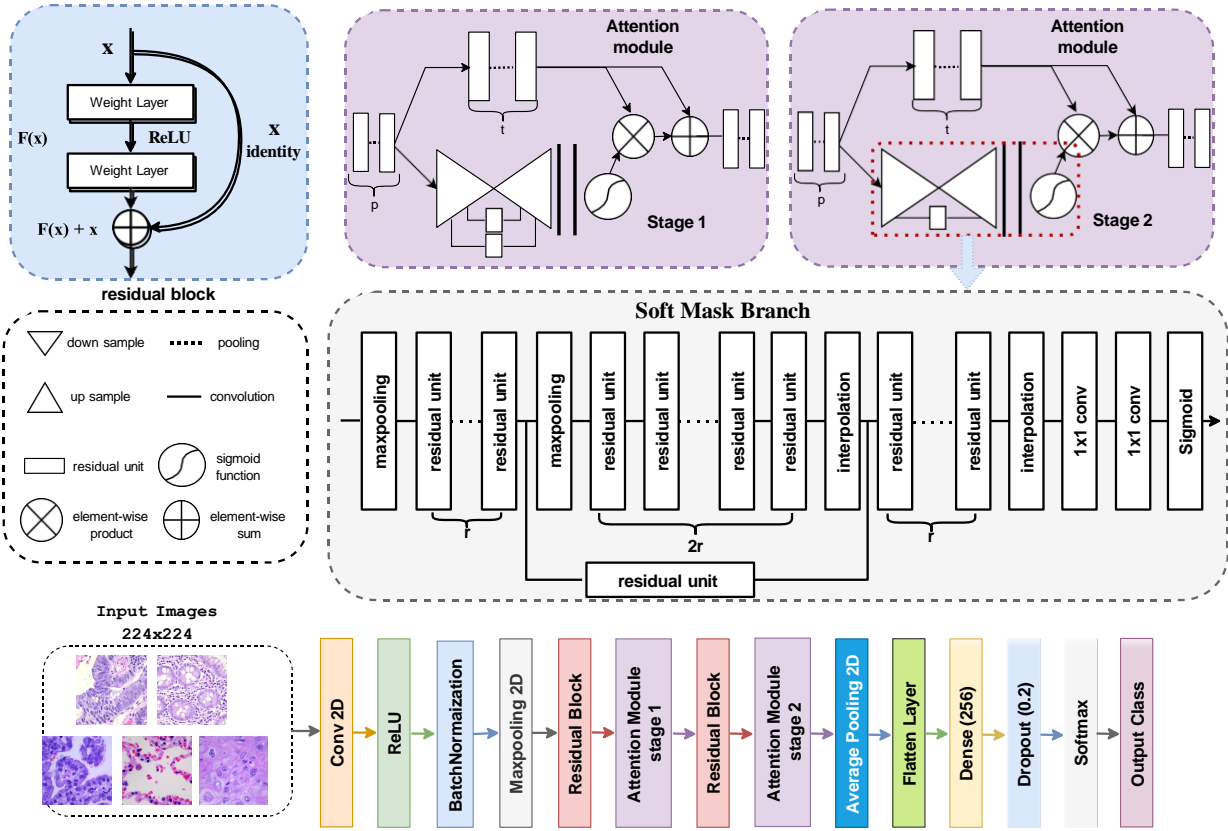 x
Weight Layer
F(x)
ReLU
x
identity
Weight Layer
F(x) + x
residual block
Attention
module
t
p
Stage 1
Attention
module
t
p
Stage 2
down sample
pooling
up sample
convolution
residual unit
sigmoid
function
element-wise
product
element-wise
sum
Soft Mask Branch
maxpooling
residual unit
residual unit
maxpooling
residual unit
residual unit
residual unit
residual unit
interpolation
residual unit
residual unit
interpolation
1x1 conv
1x1 conv
Sigmoid
r
2r
r
residual unit
Input Images
224x224
Conv 2D
ReLU
BatchNormaization
Maxpooling 2D
Residual Block
Attention Module
stage 1
Residual Block
Attention Module
stage 2
Average Pooling 2D
Flatten Layer
Dense (256)
Dropout (0.2)
Softmax
Output Class